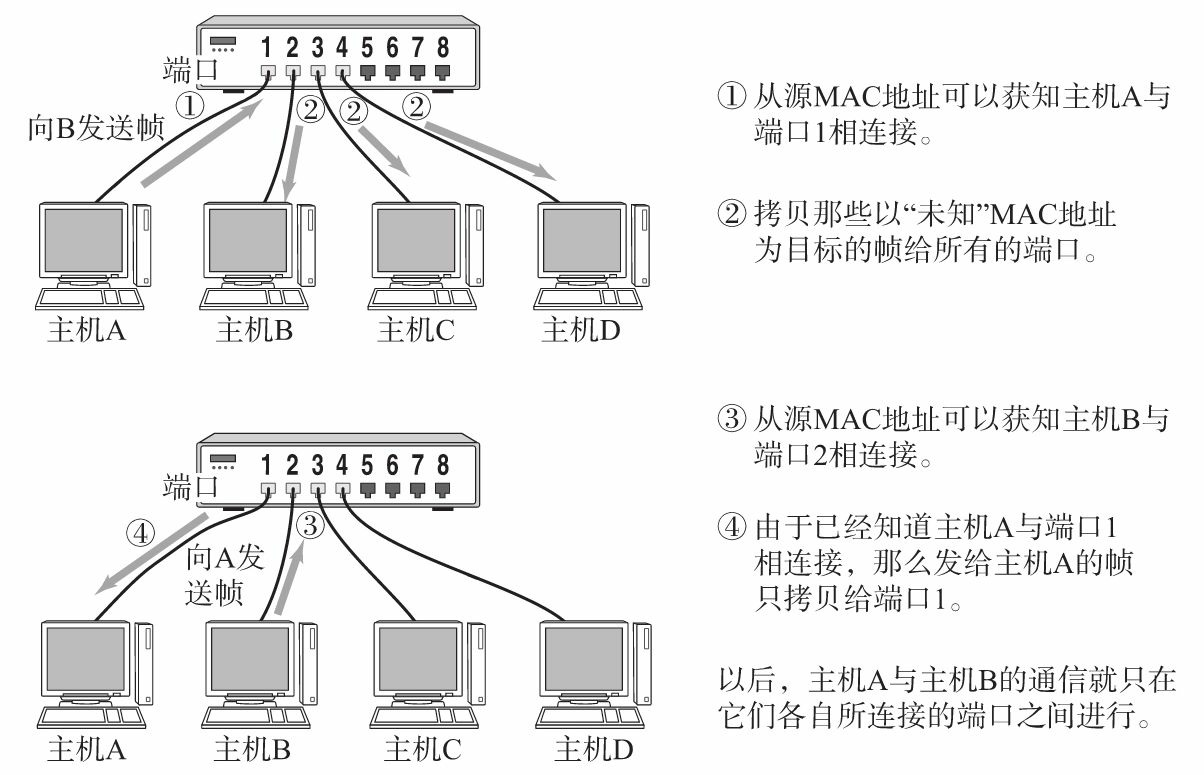 1 2 3 4 5 6 7 8
端口
①
②
②
②
向B发送帧
主机A
主机B
主机C
主机D
① 从源MAC地址可以获知主机A与
端口1相连接。
② 拷贝那些以“未知”MAC地址
为目标的帧给所有的端口。
1 2 3 4 5 6 7 8
端口
④
③
向A发
送帧
主机A
主机B
主机C
主机D
③ 从源MAC地址可以获知主机B与
端口2相连接。
④ 由于已经知道主机A与端口1
相连接，那么发给主机A的帧
只拷贝给端口1。
以后，主机A与主机B的通信就只在
它们各自所连接的端口之间进行。